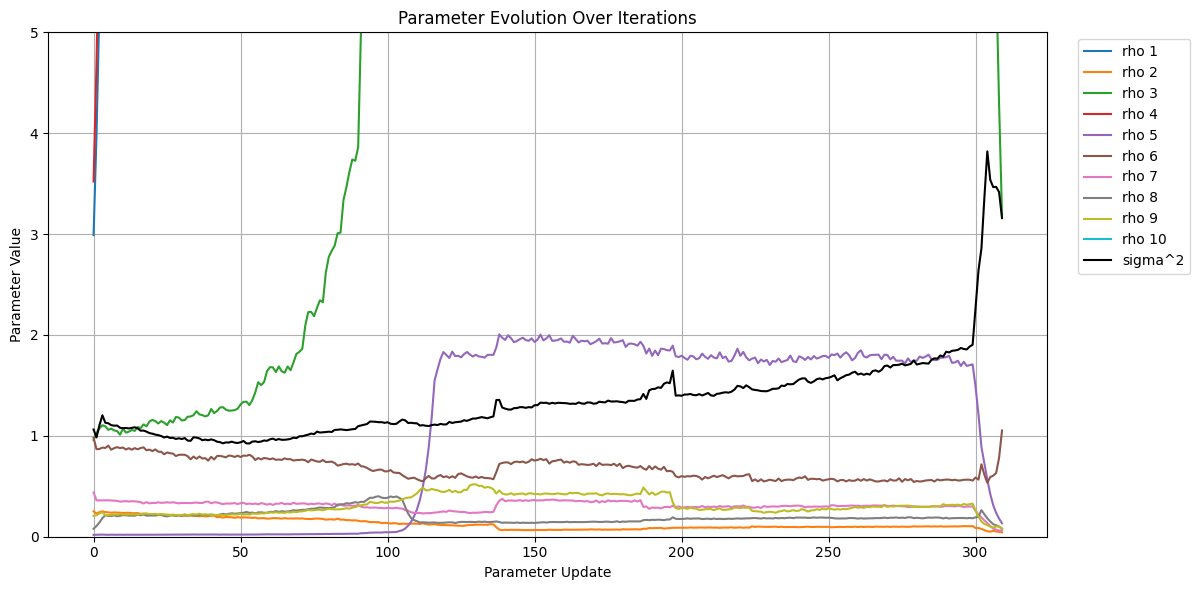 Parameter Evolution Over Iterations
Parameter Value
5
4
3
2
1
0
0
50
100
150
200
250
300
Parameter Update
rho 1
rho 2
rho 3
rho 4
rho 5
rho 6
rho 7
rho 8
rho 9
rho 10
sigma^2